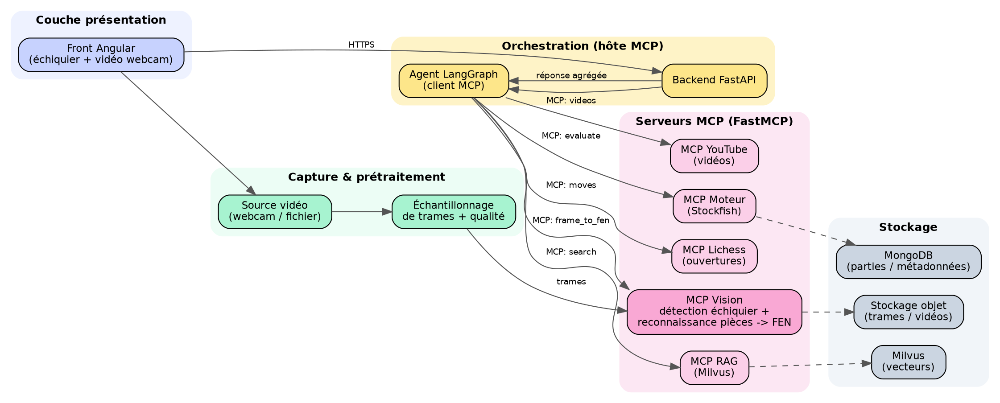 Couche présentation
Front Angular
(échiquier + vidéo webcam)
HTTPS
Orchestration (hôte MCP)
Agent LangGraph
(client MCP)
réponse agrégée
Backend FastAPI
MCP: videos
MCP: evaluate
MCP: moves
MCP: frame_to_fen
MCP: search
trames
Capture & prétraitement
Source vidéo
(webcam / fichier)
Échantillonnage
de trames + qualité
Serveurs MCP (FastMCP)
MCP YouTube
(vidéos)
MCP Moteur
(Stockfish)
MCP Lichess
(ouvertures)
MCP Vision
détection échiquier +
reconnaissance pièces -> FEN
MCP RAG
(Milvus)
Stockage
MongoDB
(parties / métadonnées)
Stockage objet
(trames / vidéos)
Milvus
(vecteurs)